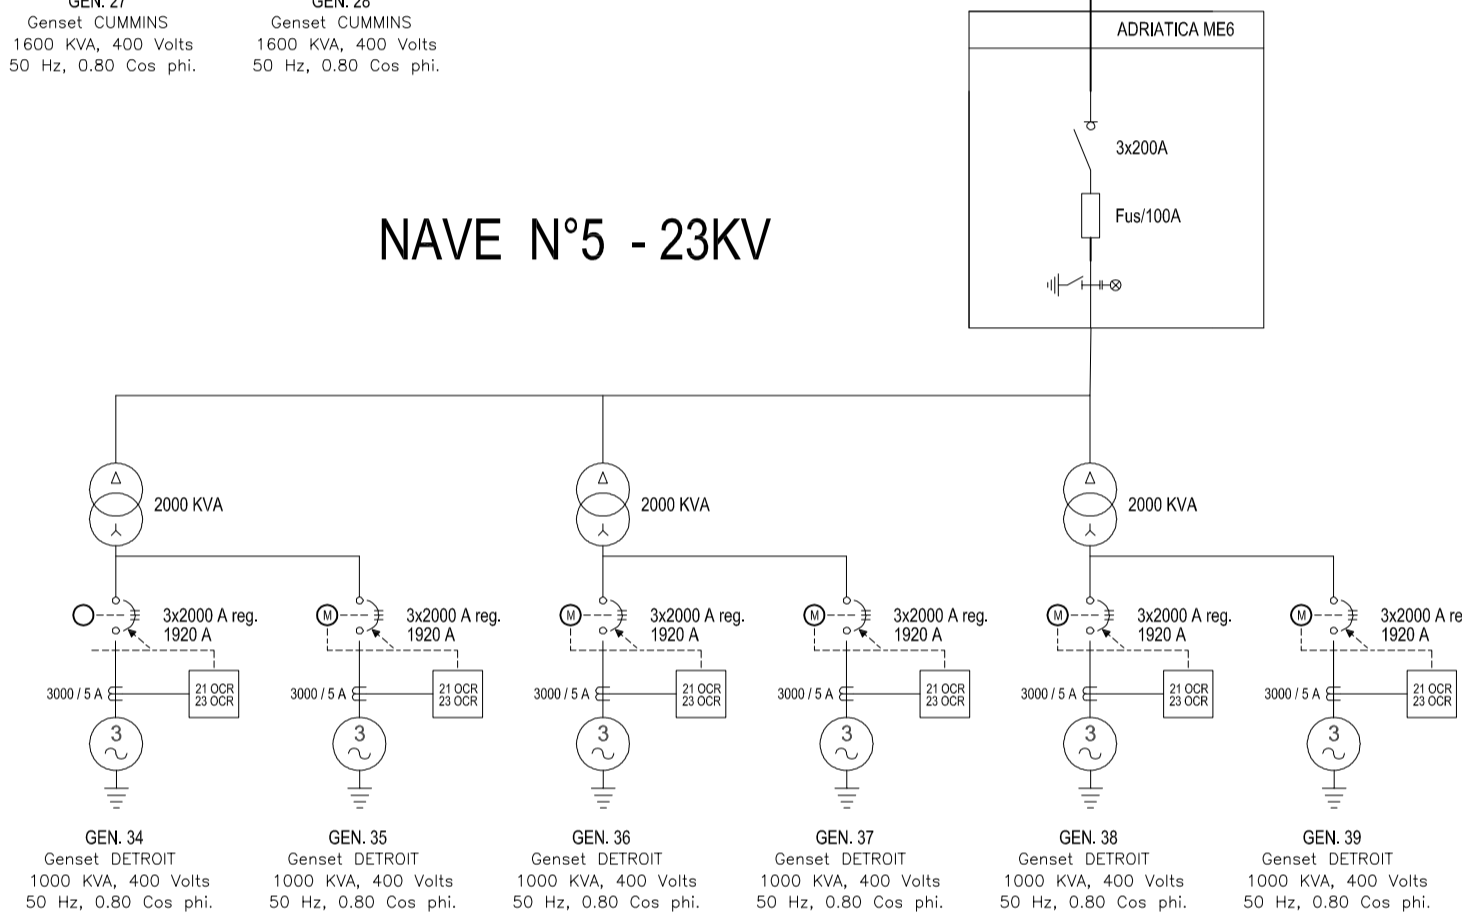 GEN. 27
Genset CUMMINS
1600 KVA, 400 Volts
50 Hz, 0.80 Cos phi.
GEN. 28
Genset CUMMINS
1600 KVA, 400 Volts
50 Hz, 0.80 Cos phi.
ADRIATICA ME6
3x200A
Fus/100A
NAVE N°5 - 23KV
2000 KVA
2000 KVA
2000 KVA
3x2000 A reg.
1920 A
M
3x2000 A reg.
1920 A
M
3x2000 A reg.
1920 A
M
3x2000 A reg.
1920 A
M
3x2000 A reg.
1920 A
M
3x2000 A re
1920 A
3000 / 5 A
21 OCR
23 OCR
3000 / 5 A
21 OCR
23 OCR
3000 / 5 A
21 OCR
23 OCR
3000 / 5 A
21 OCR
23 OCR
3000 / 5 A
21 OCR
23 OCR
3000 / 5 A
21 OCR
23 OCR
3
3
3
3
3
3
GEN. 34
Genset DETROIT
1000 KVA, 400 Volts
50 Hz, 0.80 Cos phi.
GEN. 35
Genset DETROIT
1000 KVA, 400 Volts
50 Hz, 0.80 Cos phi.
GEN. 36
Genset DETROIT
1000 KVA, 400 Volts
50 Hz, 0.80 Cos phi.
GEN. 37
Genset DETROIT
1000 KVA, 400 Volts
50 Hz, 0.80 Cos phi.
GEN. 38
Genset DETROIT
1000 KVA, 400 Volts
50 Hz, 0.80 Cos phi.
GEN. 39
Genset DETROIT
1000 KVA, 400 Volts
50 Hz, 0.80 Cos phi.